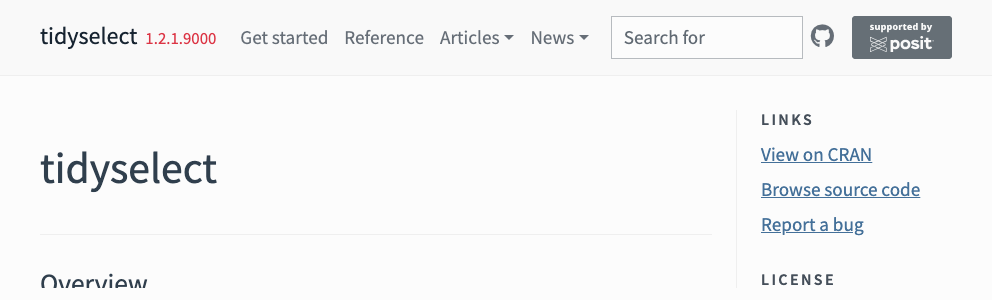 tidyselect 1.2.1.9000 Get started Reference Articles News Search for supported by posit
tidyselect
Overview
LINKS
View on CRAN
Browse source code
Report a bug
LICENSE